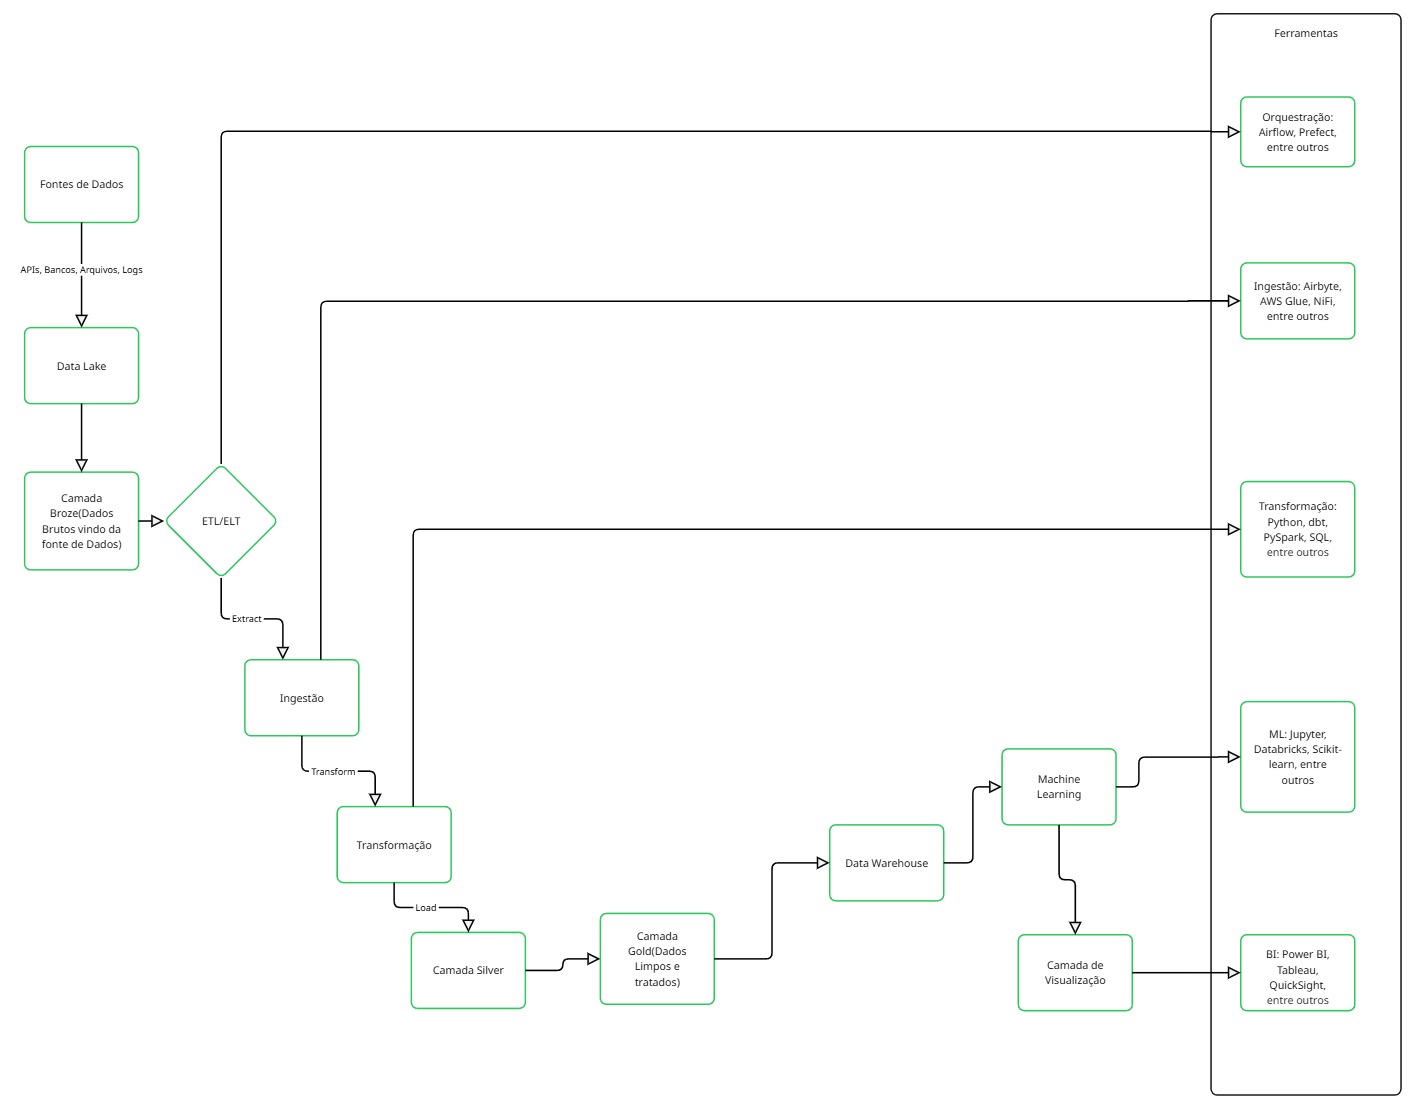 Ferramentas
Orquestração:
Airflow, Prefect,
entre outros
Fontes de Dados
APIs, Bancos, Arquivos, Logs
Ingestão: Airbyte,
AWS Glue, NiFi,
entre outros
Data Lake
Camada
Broze(Dados
Brutos vindo da
fonte de Dados)
ETL/ELT
Transformação:
Python, dbt,
PySpark, SQL,
entre outros
Extract
Ingestão
Transform
Transformação
Load
Camada Silver
Camada
Gold(Dados
Limpos e
tratados)
Data Warehouse
Machine
Learning
ML: Jupyter,
Databricks, Scikit-
learn, entre
outros
Camada de
Visualização
BI: Power BI,
Tableau,
QuickSight,
entre outros